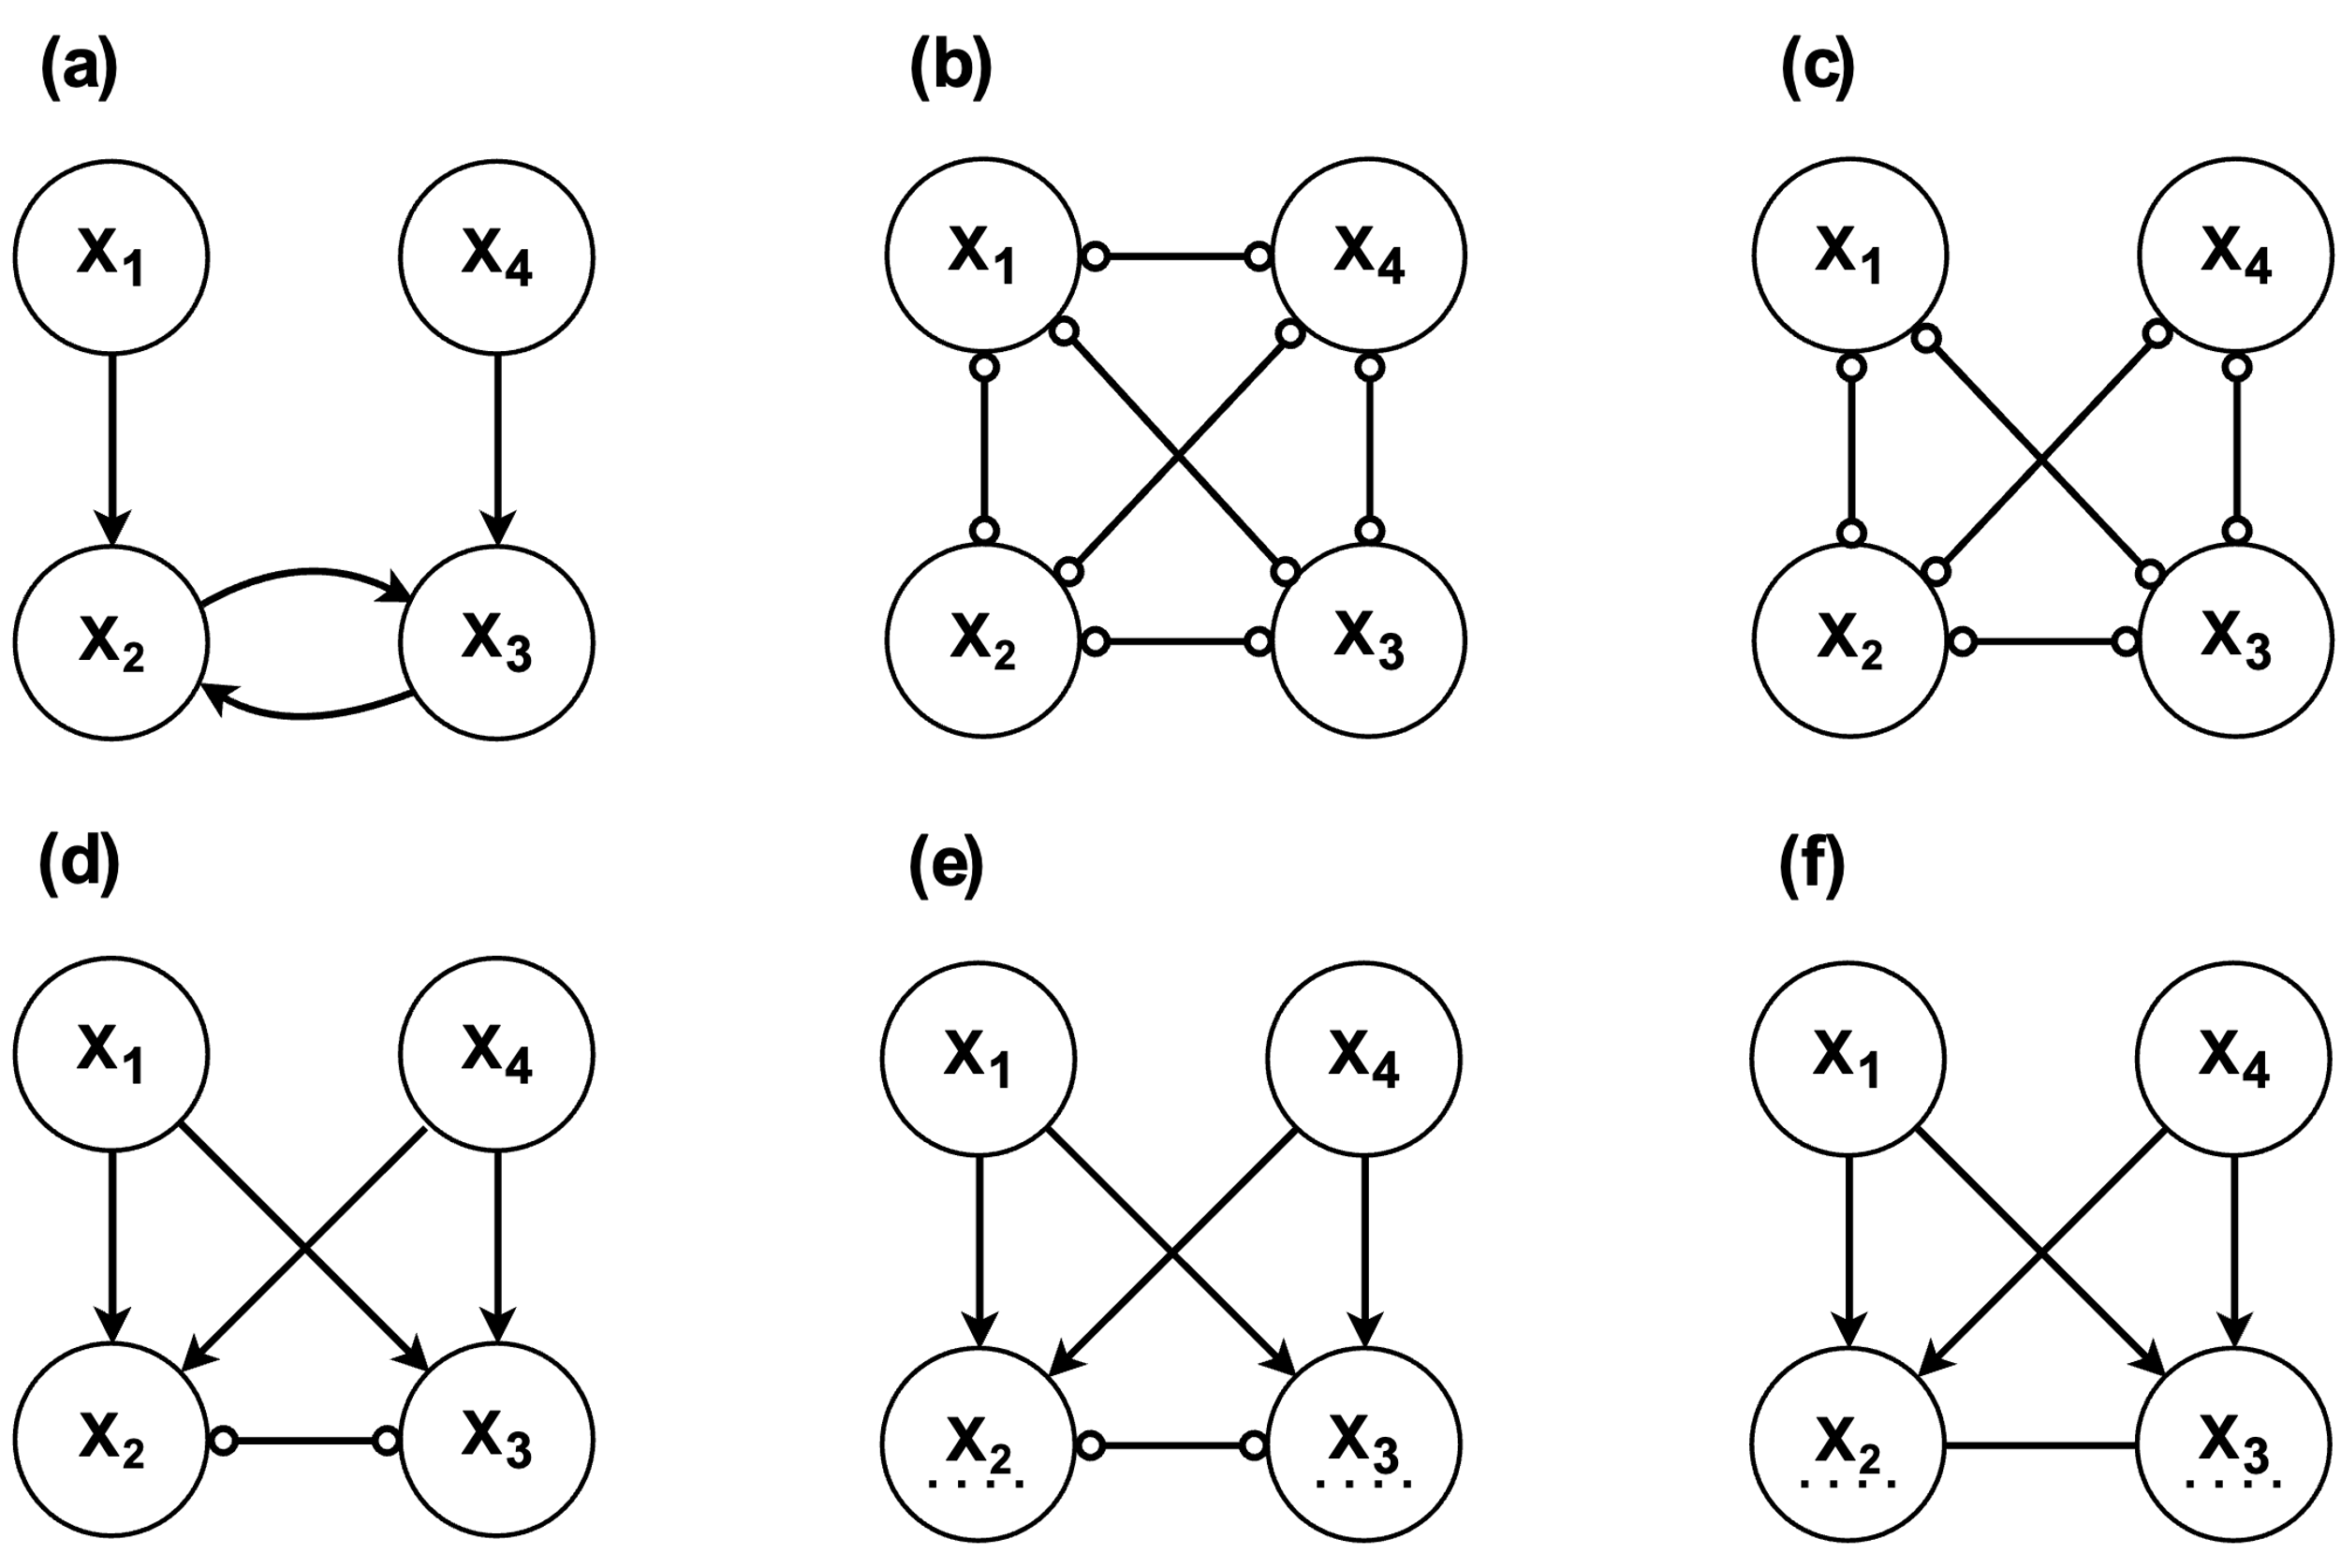 (a) (b) (c)
X1 X4 X1 X4 X1 X4
X2 X3 X2 X3 X2 X3
(d) (e) (f)
X1 X4 X1 X4 X1 X4
X2 X3 X2 X3 X2 X3